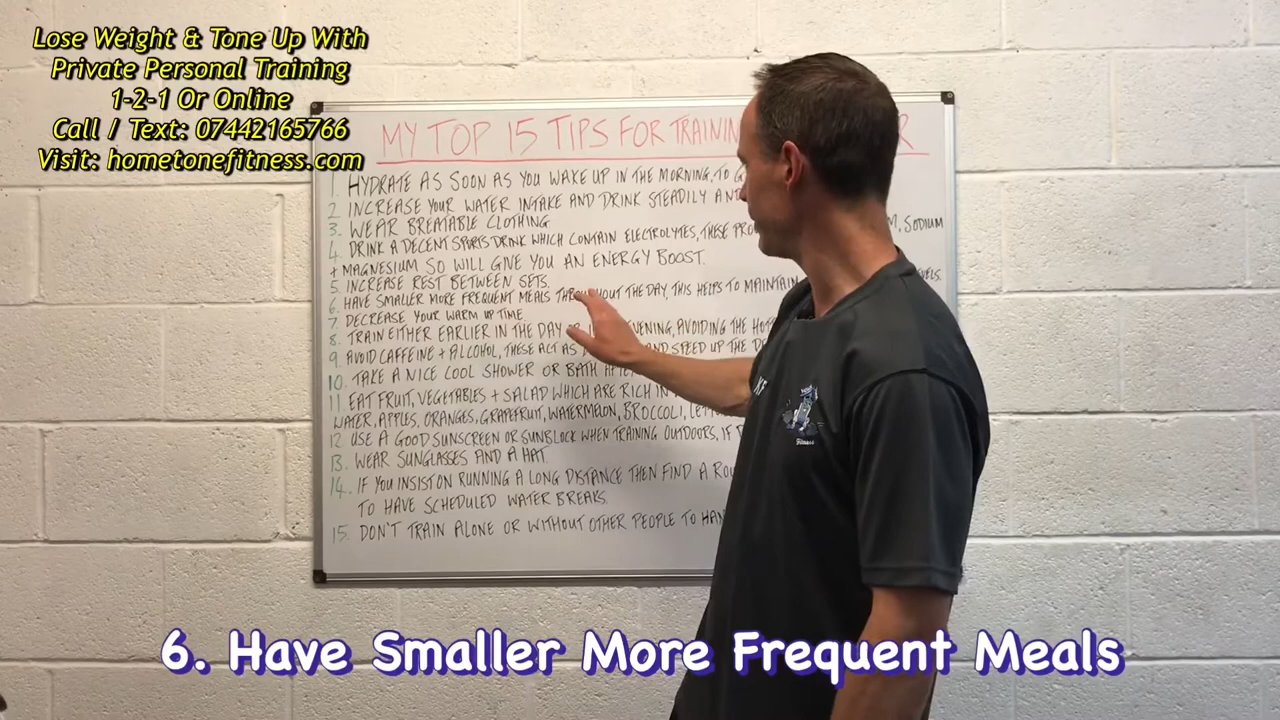 Lose Weight & Tone Up With
Private Personal Training
1-2-1 Or Online
Call / Text: 07442165766
Visit: hometonefitness.com
MY TOP 15 TIPS FOR TRAINING
1. HYDRATE AS SOON AS YOU WAKE UP IN THE MORNING, TO
2 INCREASE YOUR WATER INTAKE AND DRINK STEADILY AND
3. WEAR BREATABLE CLOTHING
4. DRINK A DECENT SPORTS DRINK WHICH CONTAIN ELECTROLYTES, THESE SODIUM
+ MAGNESIUM SO WILL GIVE YOU AN ENERGY BOOST.
5. INCREASE REST BETWEEN SETS.
6. HAVE SMALLER MORE FREQUENT MEALS THROUGHOUT THE DAY, THIS HELPS TO MAINTAIN
7. DECREASE YOUR WARM UP TIME
8. TRAIN EITHER EARLIER IN THE DAY OR EVENING, AVOIDING THE
9. AVOID CAFFEINE + ALCOHOL, THESE ACT AS AND SPEED UP THE
10. TAKE A NICE COOL SHOWER OR BATH
11 EAT FRUIT, VEGETABLES + SALAD WHICH ARE RICH IN
WATER, APPLES, ORANGES, GRAPEFRUIT, WATERMELON, BROCCOLI,
12 USE A GOOD SUNSCREEN OR SUNBLOCK WHEN TRAINING OUTDOORS, IF
13. WEAR SUNGLASSES AND A HAT.
14. IF YOU INSIST ON RUNNING A LONG DISTANCE THEN FIND A
TO HAVE SCHEDULED WATER BREAKS.
15. DON'T TRAIN ALONE OR WITHOUT OTHER PEOPLE TO
Fitness
6. Have Smaller More Frequent Meals